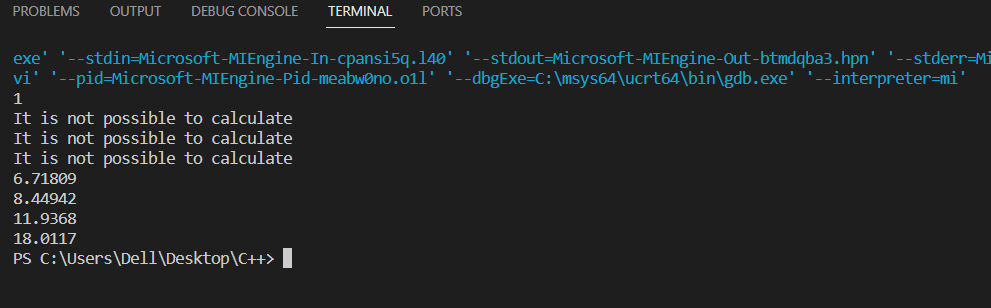 PROBLEMS OUTPUT DEBUG CONSOLE TERMINAL PORTS
exe' '--stdin=Microsoft-MIEngine-In-cpansi5q.l40' '--stdout=Microsoft-MIEngine-Out-btmdqba3.hpn' '--stderr=Mi
vi' '--pid=Microsoft-MIEngine-Pid-meabw0no.o1l' '--dbgExe=C:\msys64\ucrt64\bin\gdb.exe' '--interpreter=mi'
1
It is not possible to calculate
It is not possible to calculate
It is not possible to calculate
6.71809
8.44942
11.9368
18.0117
PS C:\Users\Dell\Desktop\C++>